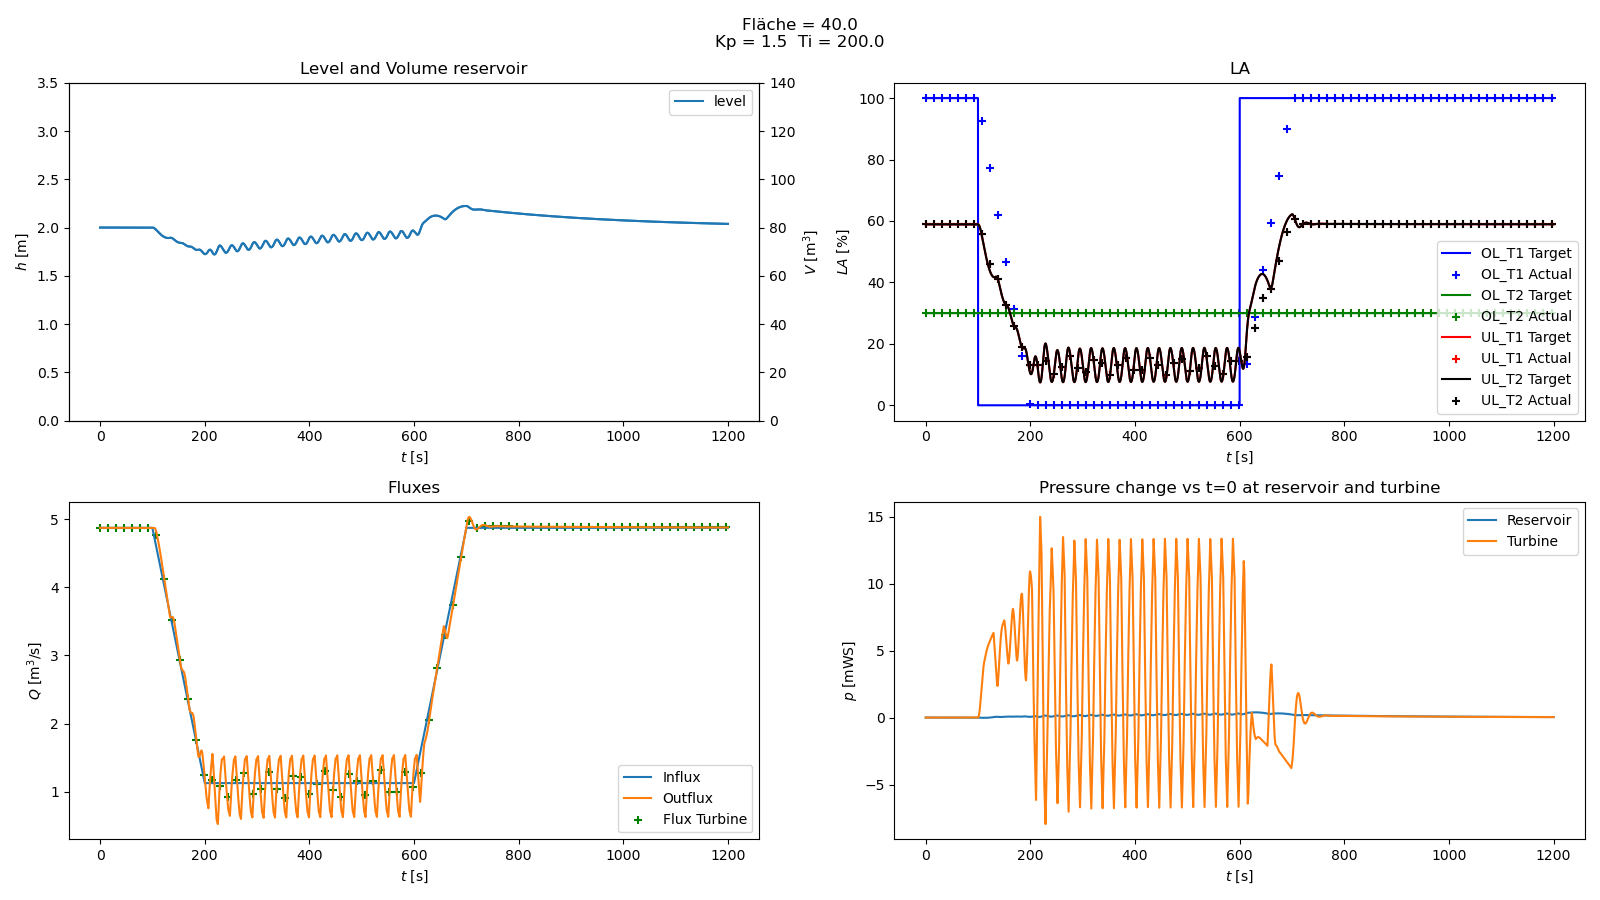 Fläche = 40.0
Kp = 1.5  Ti = 200.0
Level and Volume reservoir
3.5
3.0
2.5
2.0
1.5
1.0
0.5
0.0
h [m]
140
120
100
80
60
40
20
0
V [m³]
level
0 200 400 600 800 1000 1200
t [s]
LA
100
80
60
40
20
0
LA [%]
OL_T1 Target
OL_T1 Actual
OL_T2 Target
OL_T2 Actual
UL_T1 Target
UL_T1 Actual
UL_T2 Target
UL_T2 Actual
0 200 400 600 800 1000 1200
t [s]
Fluxes
5
4
3
2
1
Q [m³/s]
Influx
Outflux
Flux Turbine
0 200 400 600 800 1000 1200
t [s]
Pressure change vs t=0 at reservoir and turbine
15
10
5
0
−5
p [mWS]
Reservoir
Turbine
0 200 400 600 800 1000 1200
t [s]